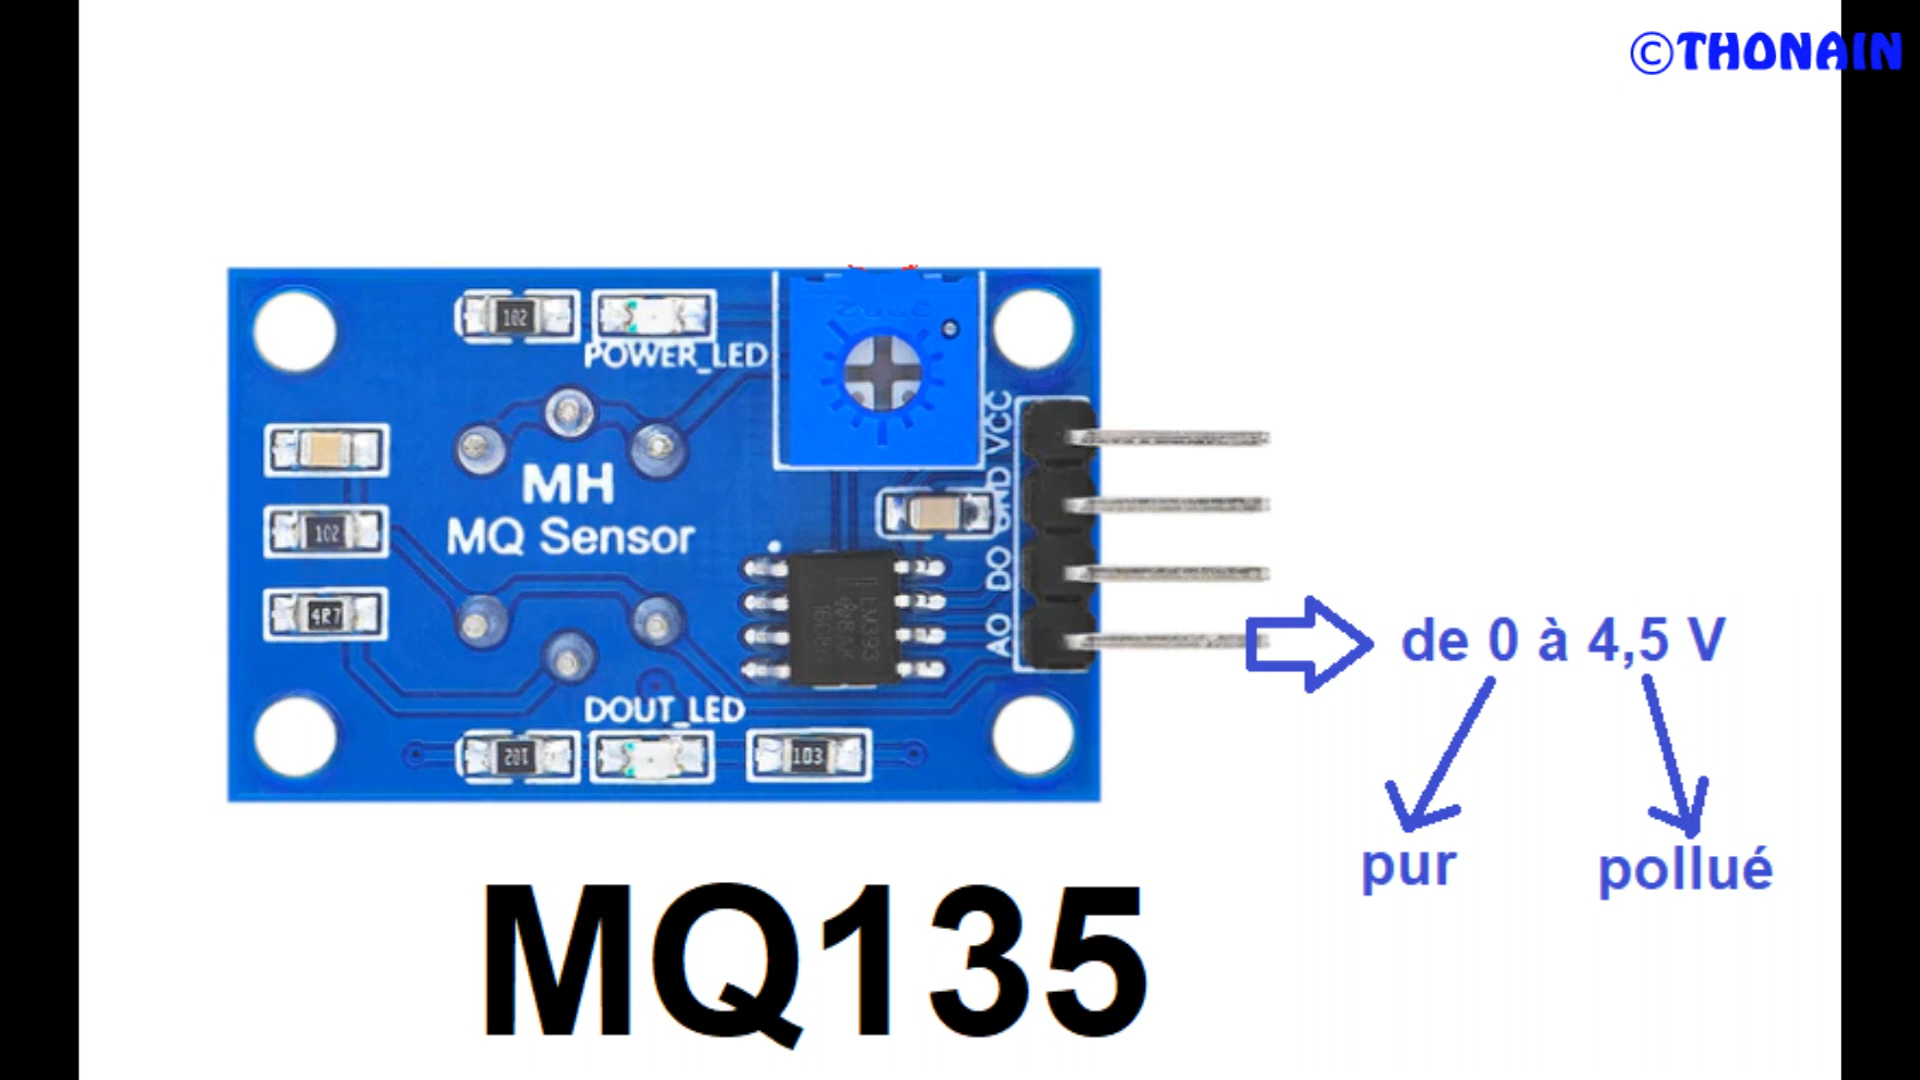 ©THONAIN
102
POWER_LED
VCC
GND
DO
AO
102
4R7
MH
MQ Sensor
LM393
DOUT_LED
201
103
de 0 à 4,5 V
pur
pollué
MQ135